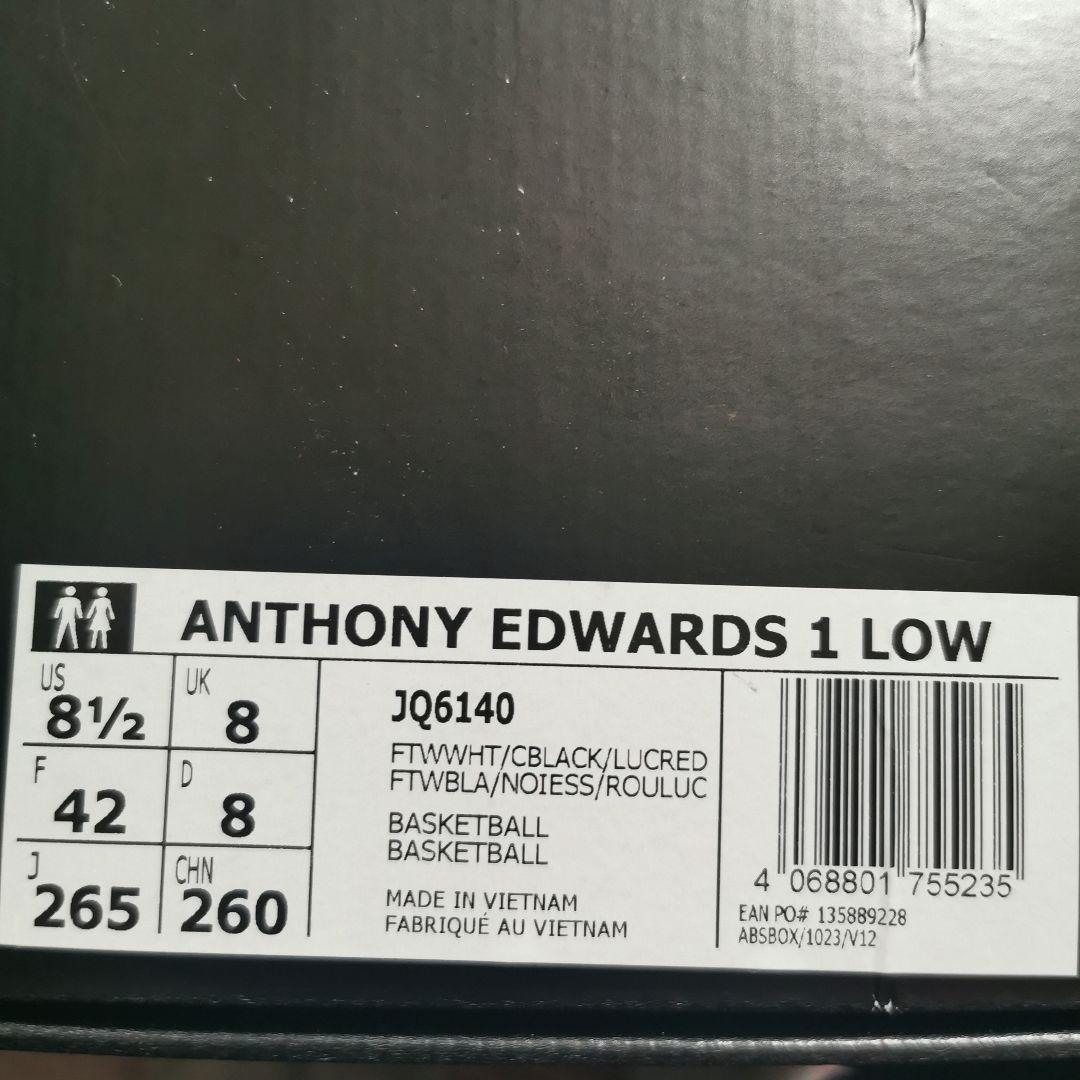 ANTHONY EDWARDS 1 LOW
US 8½ UK 8
F 42 D 8
J 265 CHN 260
JQ6140
FTWWHT/CBLACK/LUCRED
FTWBLA/NOIESS/ROULUC
BASKETBALL
BASKETBALL
MADE IN VIETNAM
FABRIQUÉ AU VIETNAM
4 068801 755235
EAN PO# 135889228
ABSBOX/1023/V12